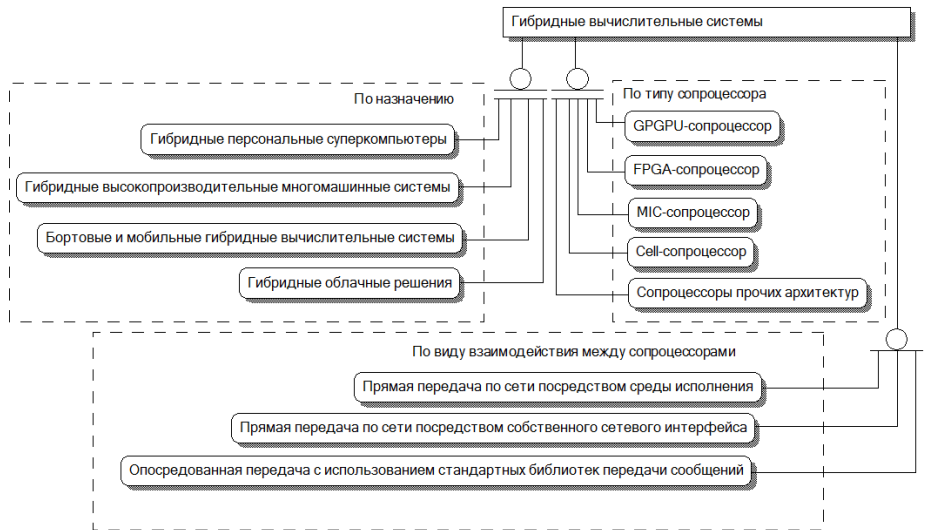 Гибридные вычислительные системы
По назначению
Гибридные персональные суперкомпьютеры
Гибридные высокопроизводительные многомашинные системы
Бортовые и мобильные гибридные вычислительные системы
Гибридные облачные решения
По типу сопроцессора
GPGPU-сопроцессор
FPGA-сопроцессор
MIC-сопроцессор
Cell-сопроцессор
Сопроцессоры прочих архитектур
По виду взаимодействия между сопроцессорами
Прямая передача по сети посредством среды исполнения
Прямая передача по сети посредством собственного сетевого интерфейса
Опосредованная передача с использованием стандартных библиотек передачи сообщений